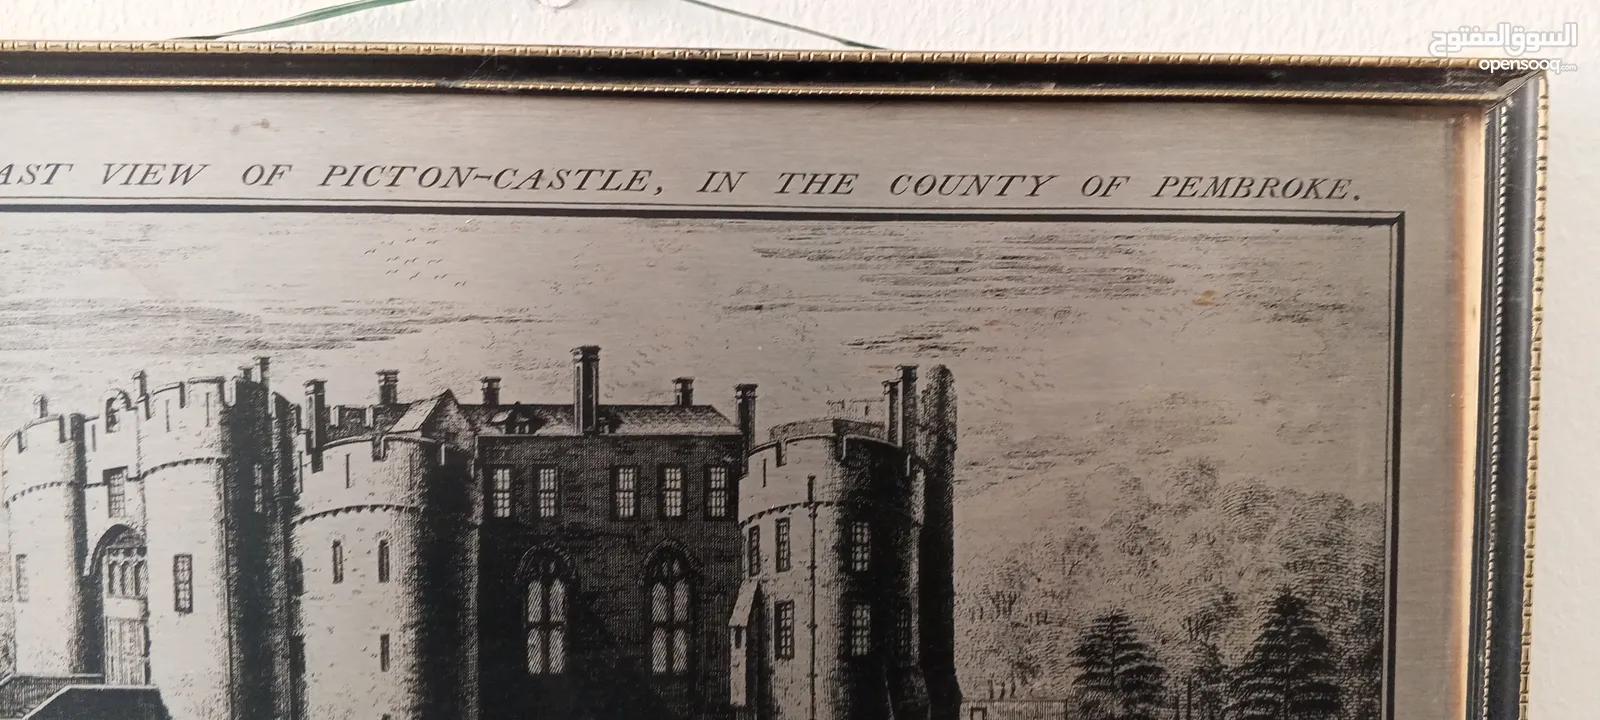 السوق المفتوح
opensooq.com
AST VIEW OF PICTON-CASTLE, IN THE COUNTY OF PEMBROKE.